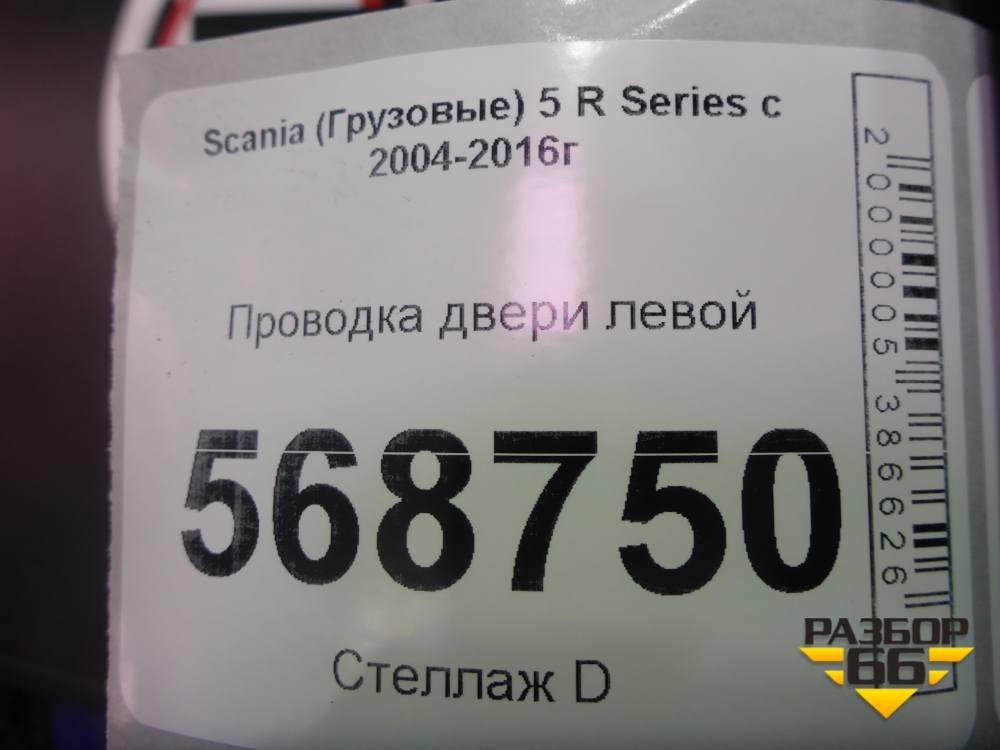 Scania (Грузовые) 5 R Series с
2004-2016г
Проводка двери левой
568750
Стеллаж D
2000005386626
РАЗБОР
66